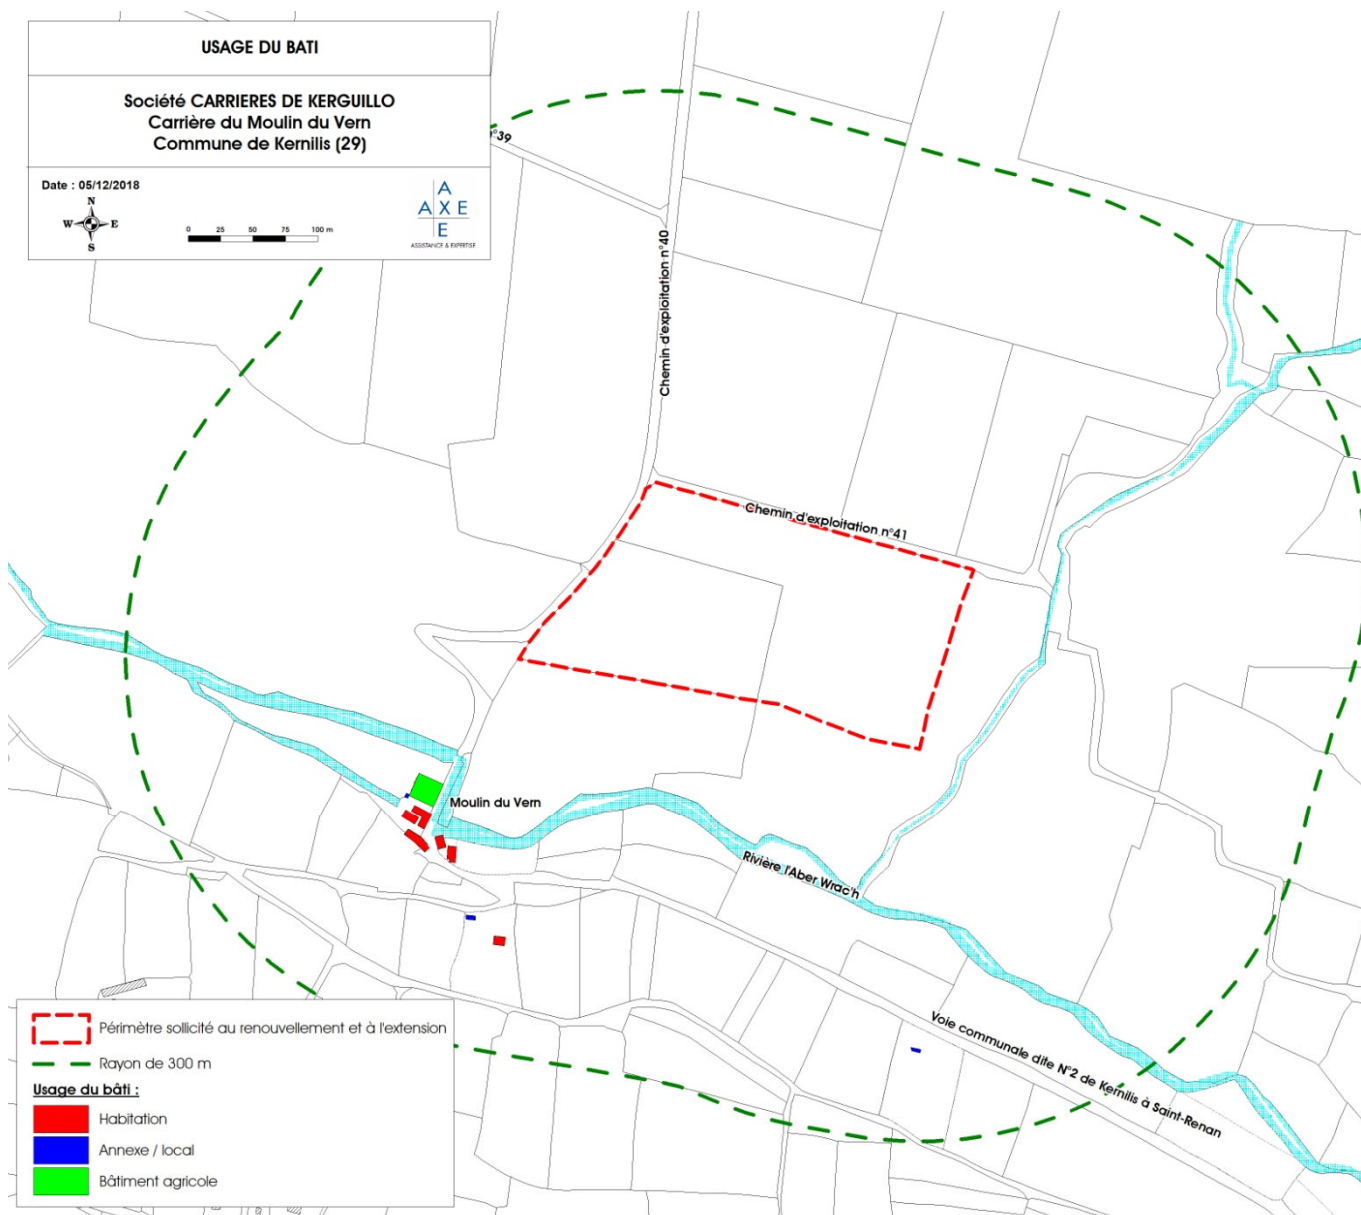 USAGE DU BATI
Société CARRIERES DE KERGUILLO
Carrière du Moulin du Vern
Commune de Kernilis (29)
Date : 05/12/2018
N
W E
S
0 25 50 75 100 m
A
A X E
E
ASSISTANCE & EXPERTISE
n°39
Chemin d'exploitation n°40
Chemin d'exploitation n°41
Moulin du Vern
Rivière l'Aber Wrac'h
Voie communale dite N°2 de Kernilis à Saint-Renan
Périmètre sollicité au renouvellement et à l'extension
Rayon de 300 m
Usage du bâti :
Habitation
Annexe / local
Bâtiment agricole